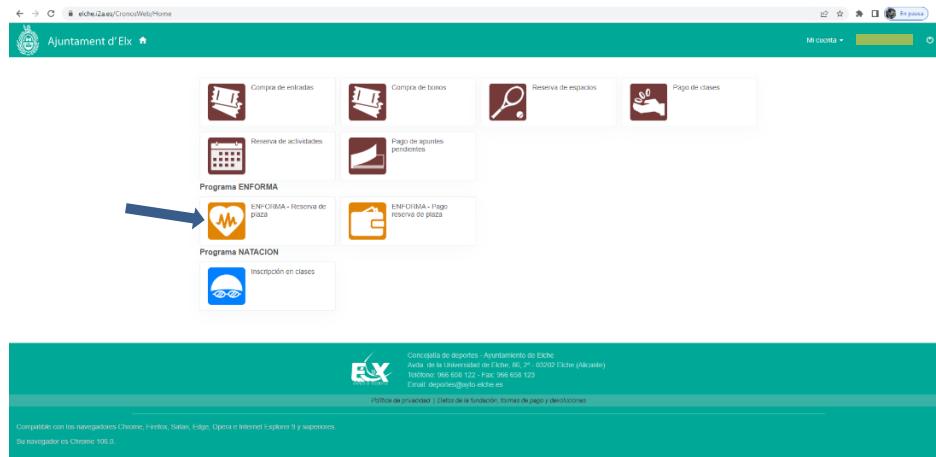 elche.i2a.es/CronosWeb/Home
En pausa
Ajuntament d'Elx
Mi cuenta
Compra de entradas
Compra de bonos
Reserva de espacios
Pago de clases
Reserva de actividades
Pago de apuntes
pendientes
Programa ENFORMA
ENFORMA - Reserva de
plaza
ENFORMA - Pago
reserva de plaza
Programa NATACION
Inscripción en clases
Concejalía de deportes - Ayuntamiento de Elche
Avda. de la Universidad de Elche, 86, 2ª - 03202 Elche (Alicante)
Teléfono: 966 658 122 - Fax: 966 658 123
Email: deportes@ayto-elche.es
Política de privacidad | Datos de la fundación, formas de pago y devoluciones
Compatible con los navegadores Chrome, Firefox, Safari, Edge, Opera e Internet Explorer 9 y superiores.
Su navegador es Chrome 108.0.